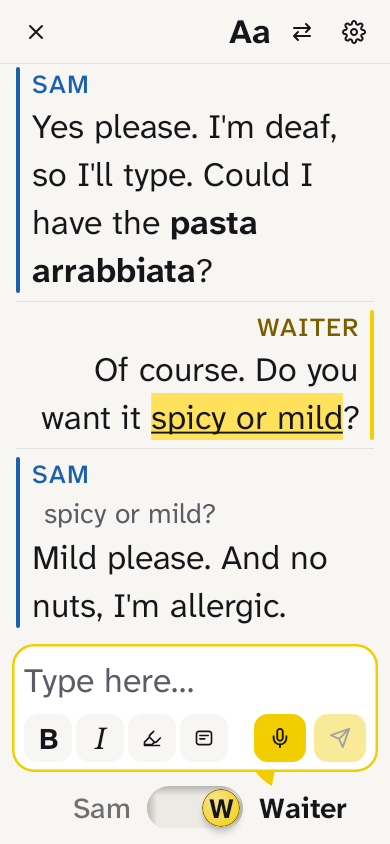 Aa
SAM
Yes please. I'm deaf,
so I'll type. Could I
have the pasta
arrabbiata?
WAITER
Of course. Do you
want it spicy or mild?
SAM
spicy or mild?
Mild please. And no
nuts, I'm allergic.
Type here...
B I
Sam W Waiter